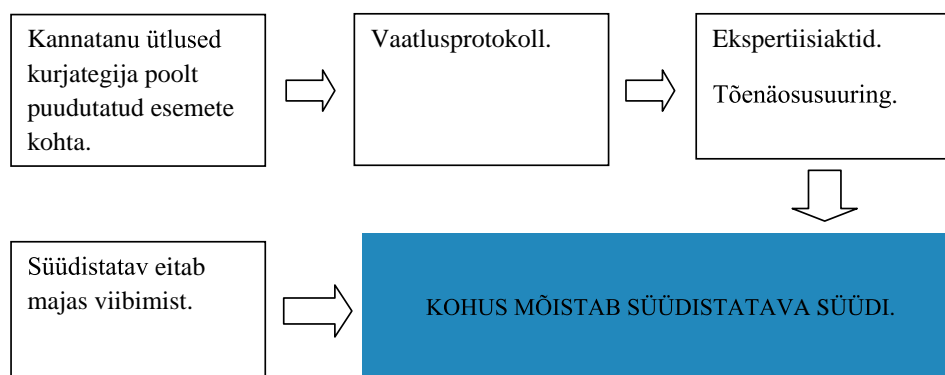 Kannatanu ütlused
kurjategija poolt
puudutatud esemete
kohta.
Vaatlusprotokoll.
Ekspertiisiaktid.
Tõenäosusuuring.
Süüdistatav eitab
majas viibimist.
KOHUS MÕISTAB SÜÜDISTATAVA SÜÜDI.